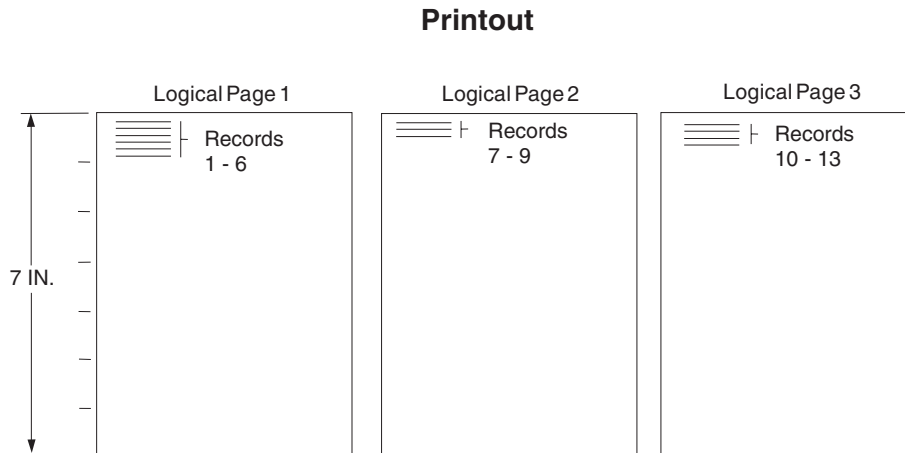 Printout
Logical Page 1
Logical Page 2
Logical Page 3
Records
1 - 6
Records
7 - 9
Records
10 - 13
7 IN.